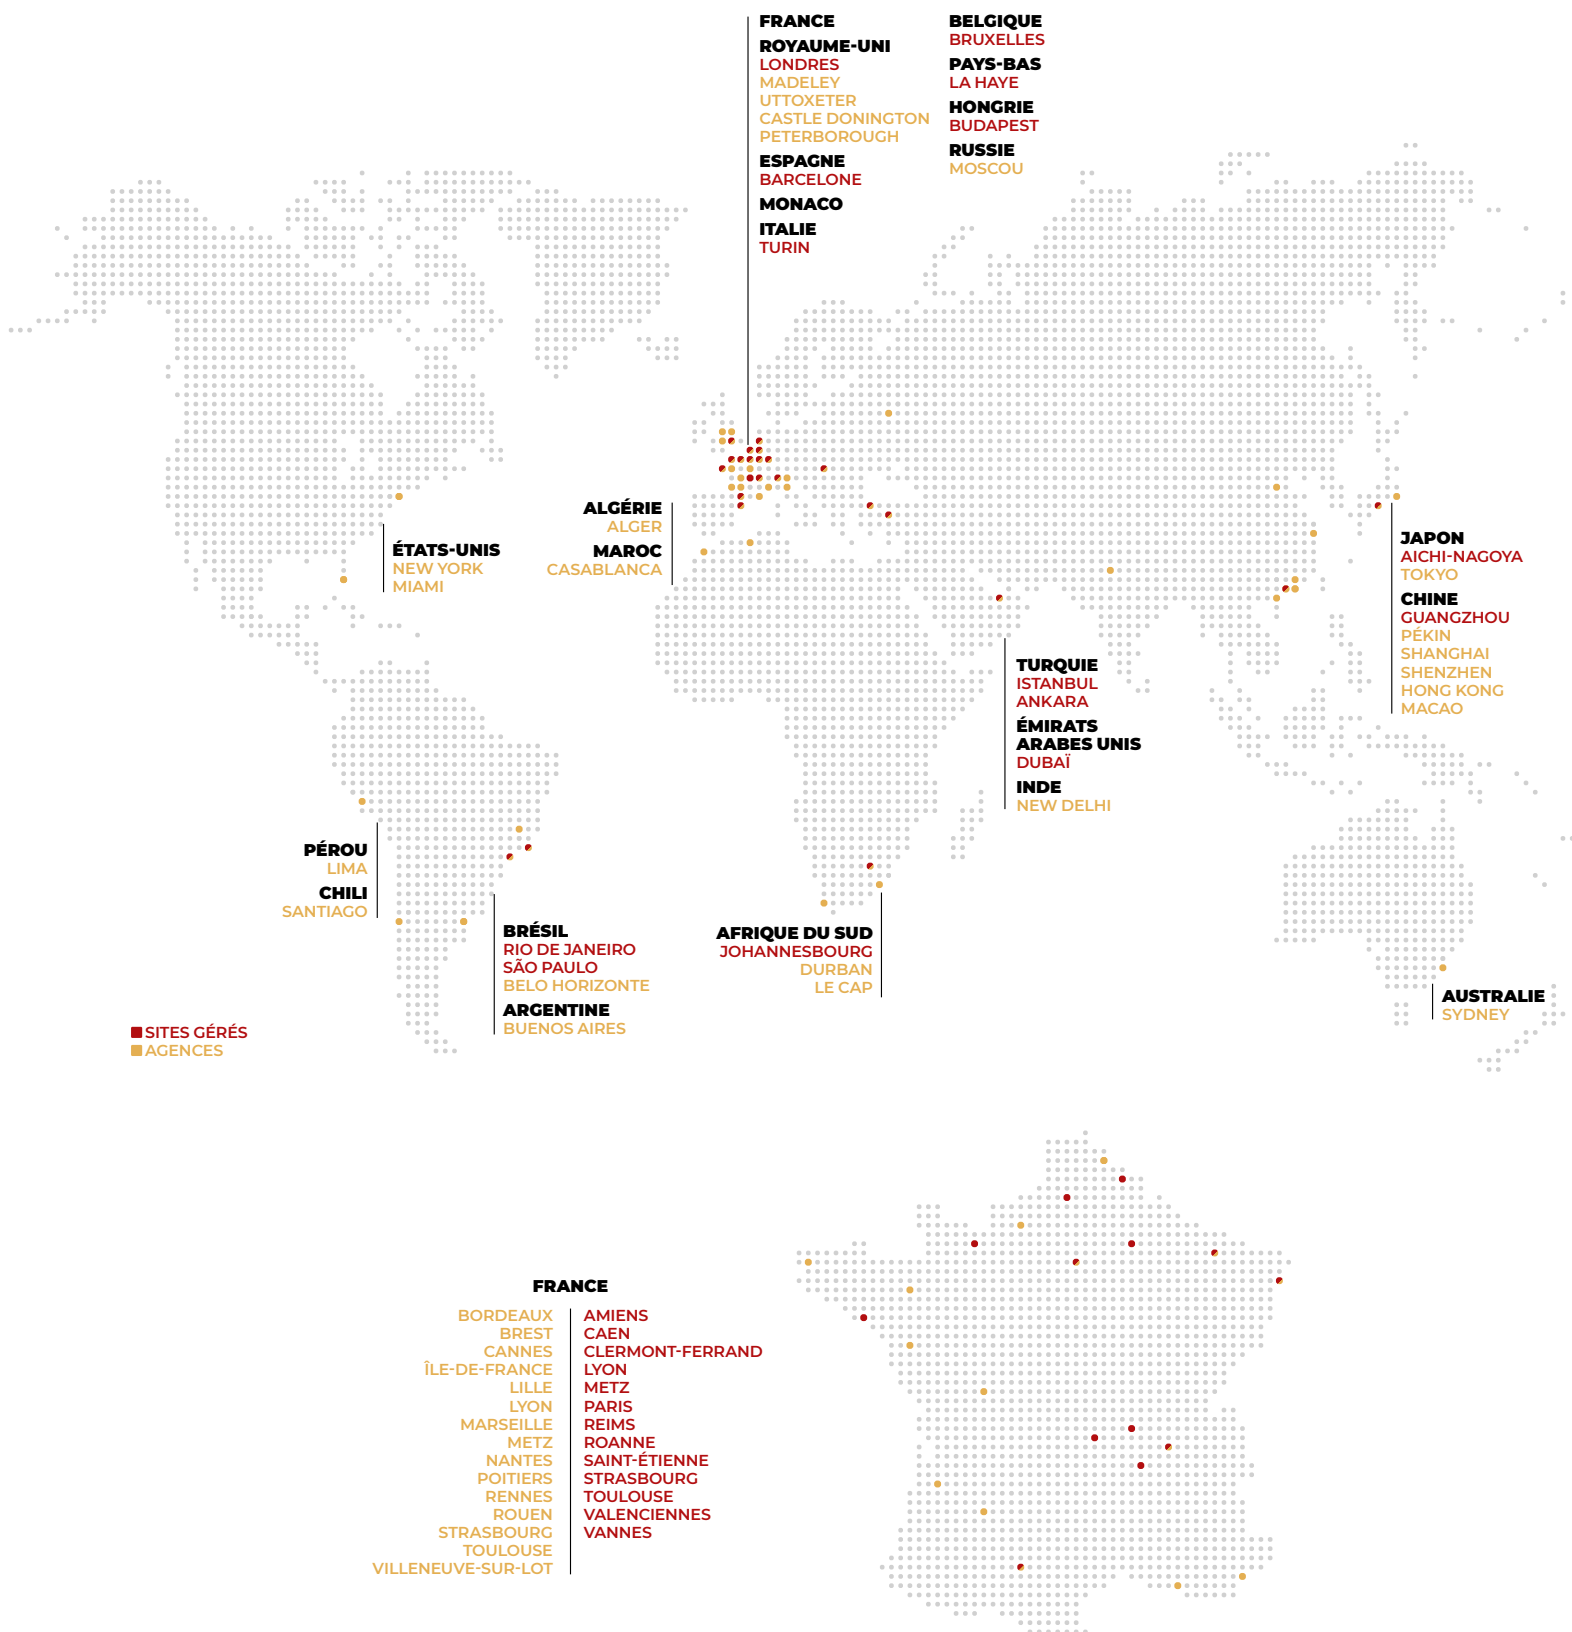 FRANCE
ROYAUME-UNI
LONDRES
MADELEY
UTTOXETER
CASTLE DONINGTON
PETERBOROUGH
ESPAGNE
BARCELONE
MONACO
ITALIE
TURIN
BELGIQUE
BRUXELLES
PAYS-BAS
LA HAYE
HONGRIE
BUDAPEST
RUSSIE
MOSCOU
ÉTATS-UNIS
NEW YORK
MIAMI
ALGÉRIE
ALGER
MAROC
CASABLANCA
JAPON
AICHI-NAGOYA
TOKYO
CHINE
GUANGZHOU
PÉKIN
SHANGHAI
SHENZHEN
HONG KONG
MACAO
TURQUIE
ISTANBUL
ANKARA
ÉMIRATS
ARABES UNIS
DUBAÏ
INDE
NEW DELHI
PÉROU
LIMA
CHILI
SANTIAGO
BRÉSIL
RIO DE JANEIRO
SÃO PAULO
BELO HORIZONTE
ARGENTINE
BUENOS AIRES
AFRIQUE DU SUD
JOHANNESBOURG
DURBAN
LE CAP
AUSTRALIE
SYDNEY
SITES GÉRÉS
AGENCES
FRANCE
BORDEAUX
BREST
CANNES
ÎLE-DE-FRANCE
LILLE
LYON
MARSEILLE
METZ
NANTES
POITIERS
RENNES
ROUEN
STRASBOURG
TOULOUSE
VILLENEUVE-SUR-LOT
AMIENS
CAEN
CLERMONT-FERRAND
LYON
METZ
PARIS
REIMS
ROANNE
SAINT-ÉTIENNE
STRASBOURG
TOULOUSE
VALENCIENNES
VANNES